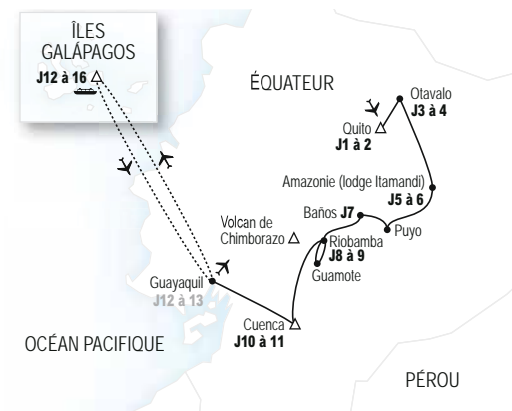 ÎLES
GALÁPAGOS
J12 à 16
ÉQUATEUR
Otavalo
J3 à 4
Quito
J1 à 2
Amazonie (lodge Itamandi)
J5 à 6
Baños J7
Puyo
Volcan de
Chimborazo
Riobamba
J8 à 9
Guamote
Guayaquil
J12 à 13
Cuenca
J10 à 11
OCÉAN PACIFIQUE
PÉROU